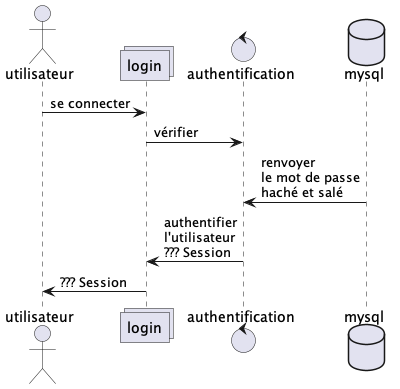 utilisateur
login
authentification
mysql
se connecter
vérifier
renvoyer
le mot de passe
haché et salé
authentifier
l'utilisateur
??? Session
??? Session
utilisateur
login
authentification
mysql